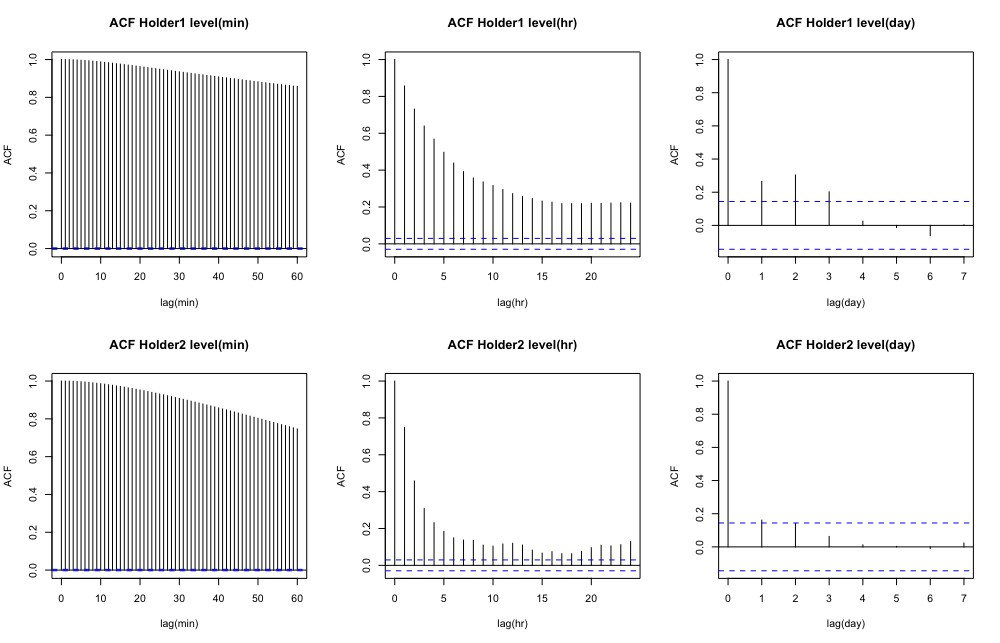 ACF Holder1 level(min)
ACF
0.0 0.2 0.4 0.6 0.8 1.0
0 10 20 30 40 50 60
lag(min)
ACF Holder1 level(hr)
ACF
0.0 0.2 0.4 0.6 0.8 1.0
0 5 10 15 20
lag(hr)
ACF Holder1 level(day)
ACF
0.0 0.2 0.4 0.6 0.8 1.0
0 1 2 3 4 5 6 7
lag(day)
ACF Holder2 level(min)
ACF
0.0 0.2 0.4 0.6 0.8 1.0
0 10 20 30 40 50 60
lag(min)
ACF Holder2 level(hr)
ACF
0.0 0.2 0.4 0.6 0.8 1.0
0 5 10 15 20
lag(hr)
ACF Holder2 level(day)
ACF
0.0 0.2 0.4 0.6 0.8 1.0
0 1 2 3 4 5 6 7
lag(day)